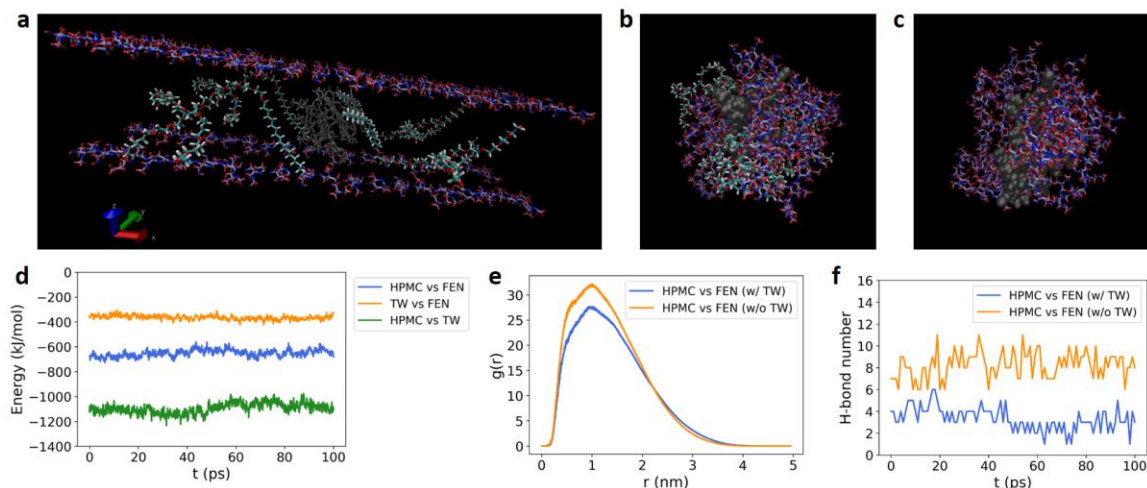 a
b
c
z
y
x
d
0
−200
−400
−600
−800
−1000
−1200
−1400
Energy (kJ/mol)
0 20 40 60 80 100
t (ps)
HPMC vs FEN
TW vs FEN
HPMC vs TW
e
30
25
20
15
10
5
0
g(r)
0 1 2 3 4 5
r (nm)
HPMC vs FEN (w/ TW)
HPMC vs FEN (w/o TW)
f
16
14
12
10
8
6
4
2
0
H-bond number
0 20 40 60 80 100
t (ps)
HPMC vs FEN (w/ TW)
HPMC vs FEN (w/o TW)